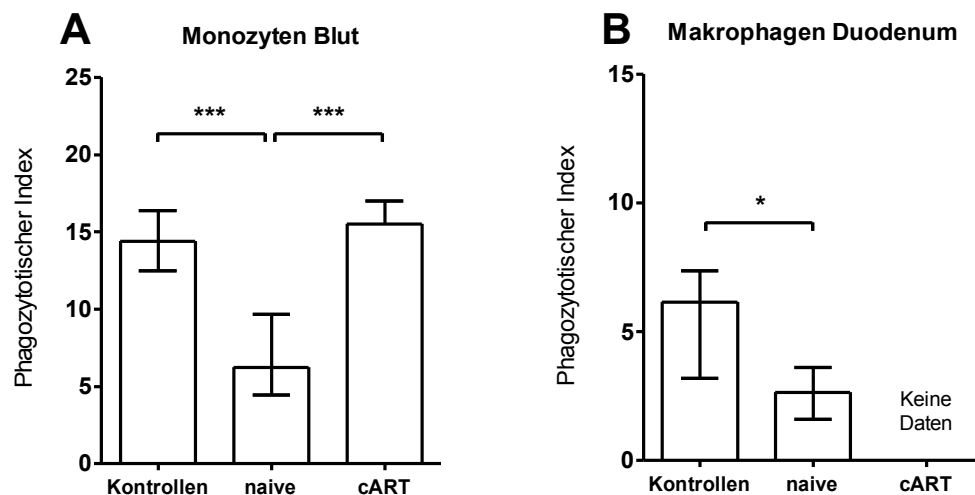 A
Monozyten Blut
Phagozytotischer Index
25
20
15
10
5
0
***
***
Kontrollen
naive
cART
B
Makrophagen Duodenum
Phagozytotischer Index
15
10
5
0
*
Keine
Daten
Kontrollen
naive
cART